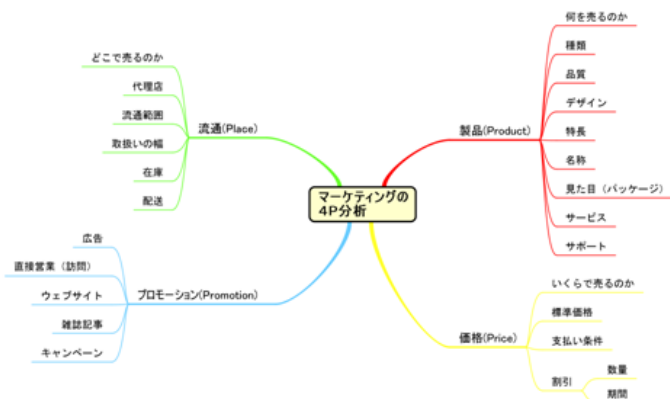 マーケティングの
4P分析
製品(Product)
何を売るのか
種類
品質
デザイン
特長
名称
見た目（パッケージ）
サービス
サポート
価格(Price)
いくらで売るのか
標準価格
支払い条件
割引
数量
期間
流通(Place)
どこで売るのか
代理店
流通範囲
取扱いの幅
在庫
配送
プロモーション(Promotion)
広告
直接営業（訪問）
ウェブサイト
雑誌記事
キャンペーン